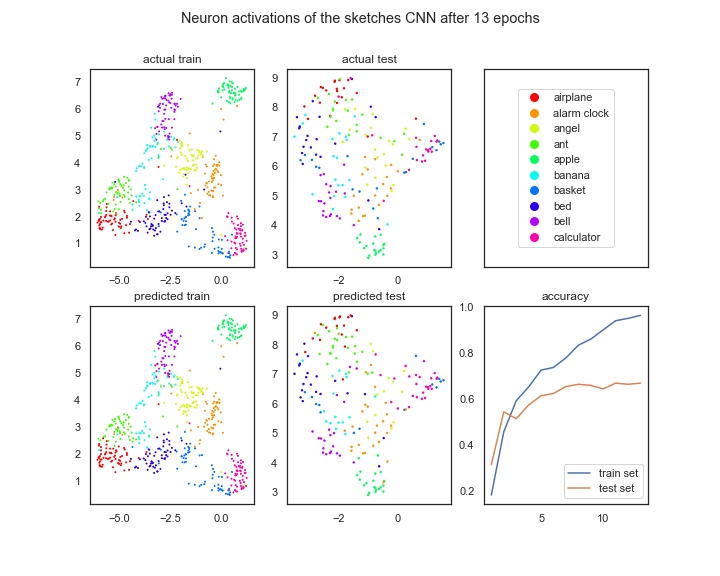 Neuron activations of the sketches CNN after 13 epochs
actual train
actual test
7
6
5
4
3
2
1
−5.0 −2.5 0.0
9
8
7
6
5
4
3
−2 0
airplane
alarm clock
angel
ant
apple
banana
basket
bed
bell
calculator
predicted train
predicted test
accuracy
7
6
5
4
3
2
1
−5.0 −2.5 0.0
9
8
7
6
5
4
3
−2 0
1.0
0.8
0.6
0.4
0.2
5 10
train set
test set